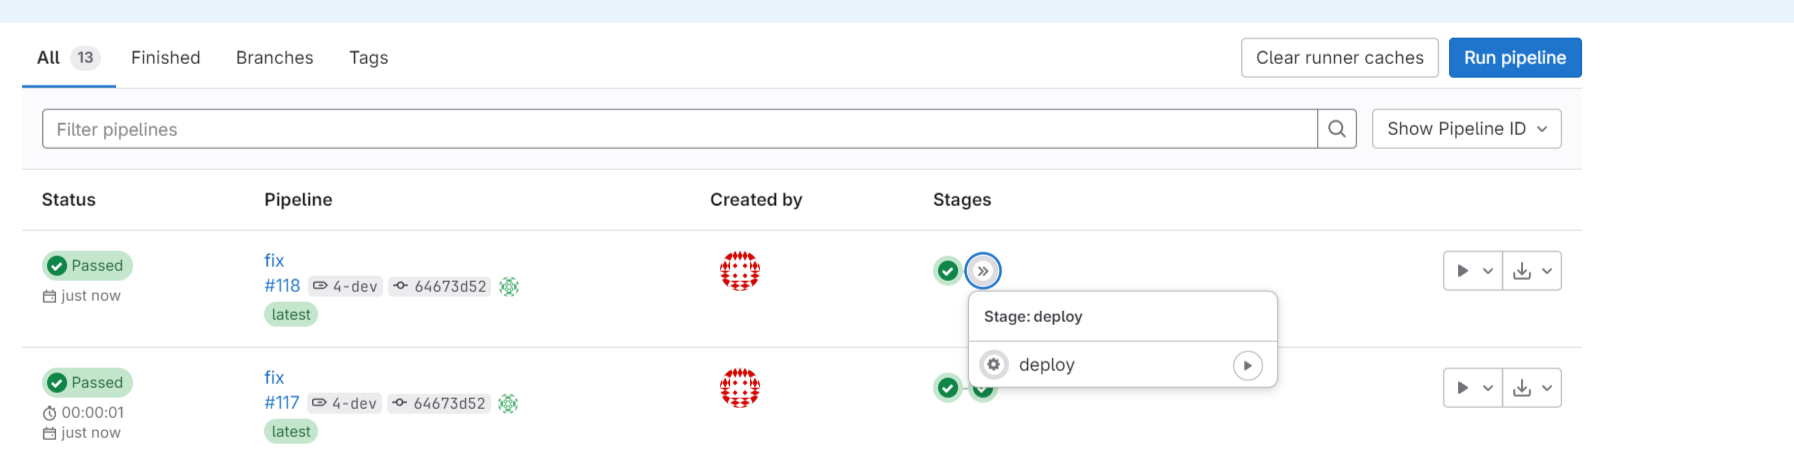 All 13 Finished Branches Tags Clear runner caches Run pipeline
Filter pipelines Show Pipeline ID
Status Pipeline Created by Stages
Passed
just now
fix
#118 4-dev 64673d52
latest
Stage: deploy
deploy
Passed
00:00:01
just now
fix
#117 4-dev 64673d52
latest